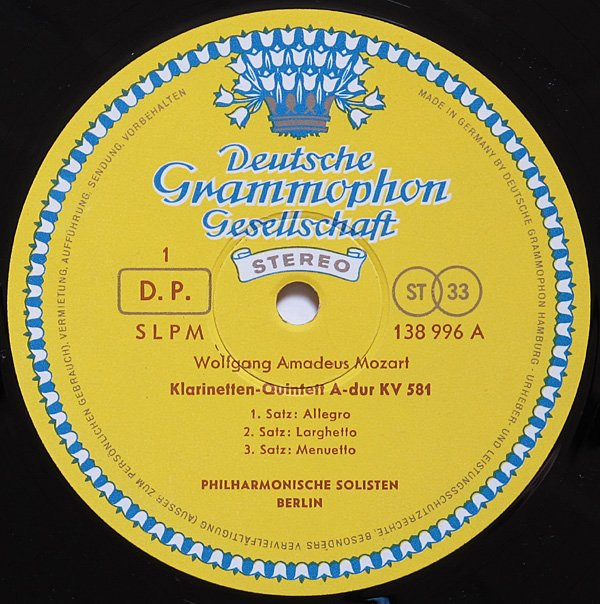 Deutsche
Grammophon
Gesellschaft
STEREO
1
D. P.
ST 33
SLPM
138 996 A
Wolfgang Amadeus Mozart
Klarinetten-Quintett A-dur KV 581
1. Satz: Allegro
2. Satz: Larghetto
3. Satz: Menuetto
PHILHARMONISCHE SOLISTEN
BERLIN
MADE IN GERMANY BY DEUTSCHE GRAMMOPHON HAMBURG · URHEBER- UND LEISTUNGSSCHUTZRECHTE, BESONDERS VERVIELFÄLTIGUNG (AUSSER ZUM PERSÖNLICHEN GEBRAUCH), VERMIETUNG, AUFFÜHRUNG, SENDUNG, VORBEHALTEN